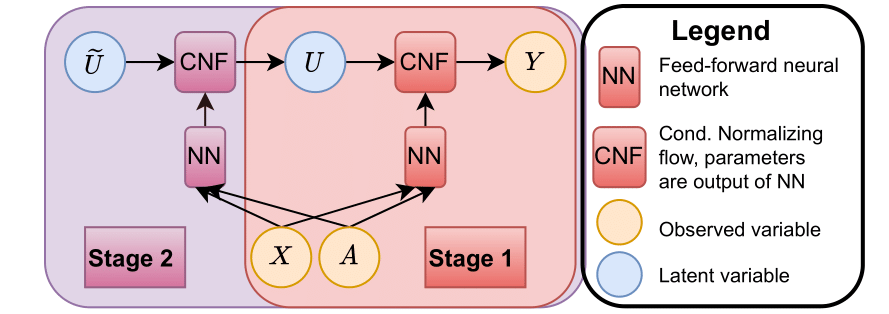 Ũ
CNF
U
CNF
Y
NN
NN
X
A
Stage 2
Stage 1
Legend
NN
Feed-forward neural
network
CNF
Cond. Normalizing
flow, parameters
are output of NN
Observed variable
Latent variable